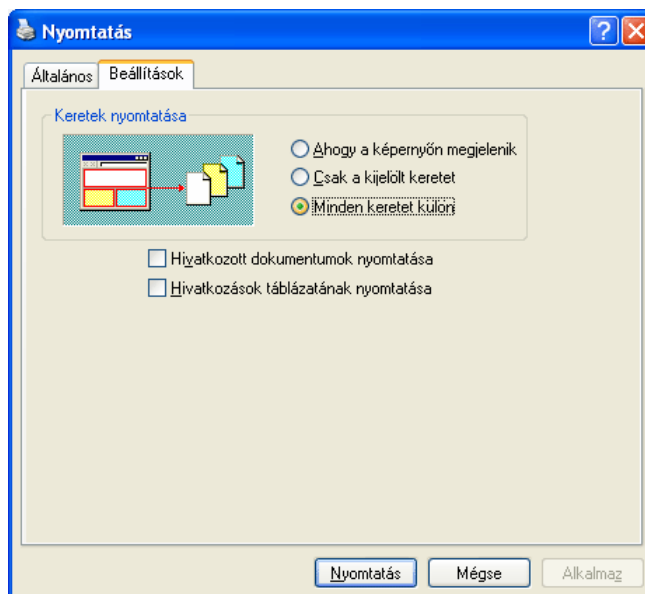 Nyomtatás
Általános
Beállítások
Keretek nyomtatása
Ahogy a képernyőn megjelenik
Csak a kijelölt keretet
Minden keretet külön
Hivatkozott dokumentumok nyomtatása
Hivatkozások táblázatának nyomtatása
Nyomtatás
Mégse
Alkalmaz